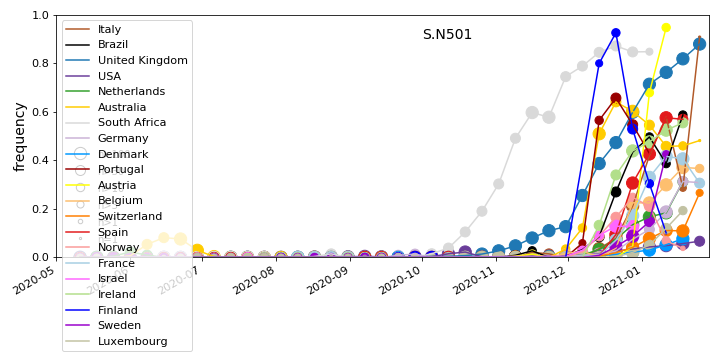 S.N501
frequency
1.0
0.8
0.6
0.4
0.2
0.0
2020-05
2020-07
2020-08
2020-09
2020-10
2020-11
2020-12
2021-01
Italy
Brazil
United Kingdom
USA
Netherlands
Australia
South Africa
Germany
Denmark
Portugal
Austria
Belgium
Switzerland
Spain
Norway
France
Israel
Ireland
Finland
Sweden
Luxembourg